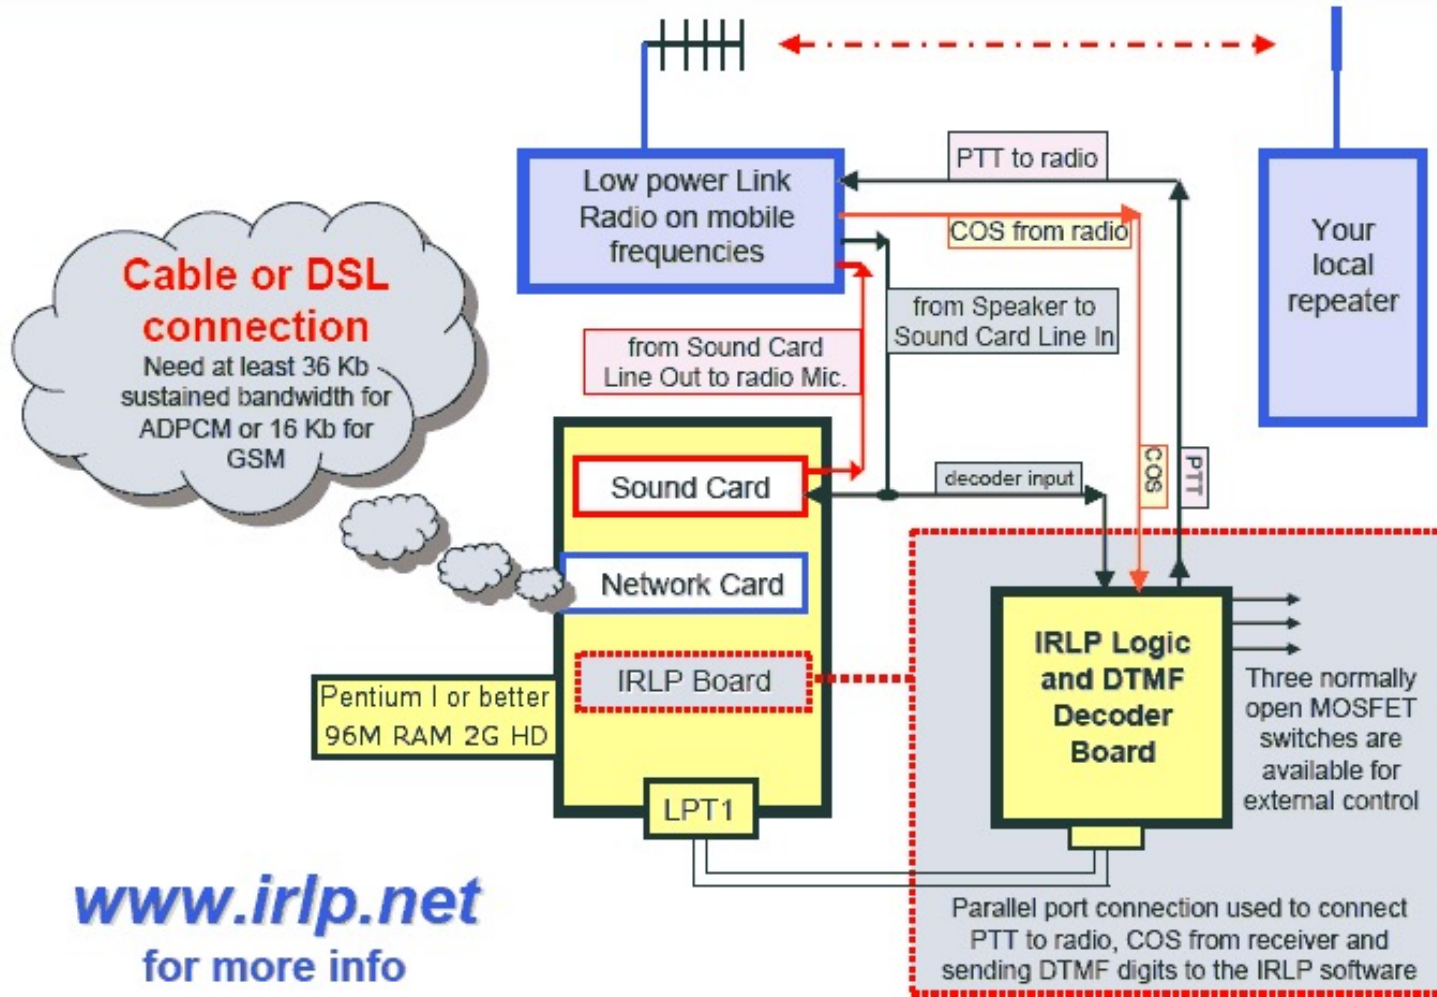 PTT to radio
Low power Link
Radio on mobile
frequencies
COS from radio
Your
local
repeater
Cable or DSL
connection
Need at least 36 Kb
sustained bandwidth for
ADPCM or 16 Kb for
GSM
from Speaker to
Sound Card Line In
from Sound Card
Line Out to radio Mic.
Sound Card
decoder input
COS
PTT
Network Card
IRLP Board
Pentium I or better
96M RAM 2G HD
LPT1
IRLP Logic
and DTMF
Decoder
Board
Three normally
open MOSFET
switches are
available for
external control
Parallel port connection used to connect
PTT to radio, COS from receiver and
sending DTMF digits to the IRLP software
www.irlp.net
for more info